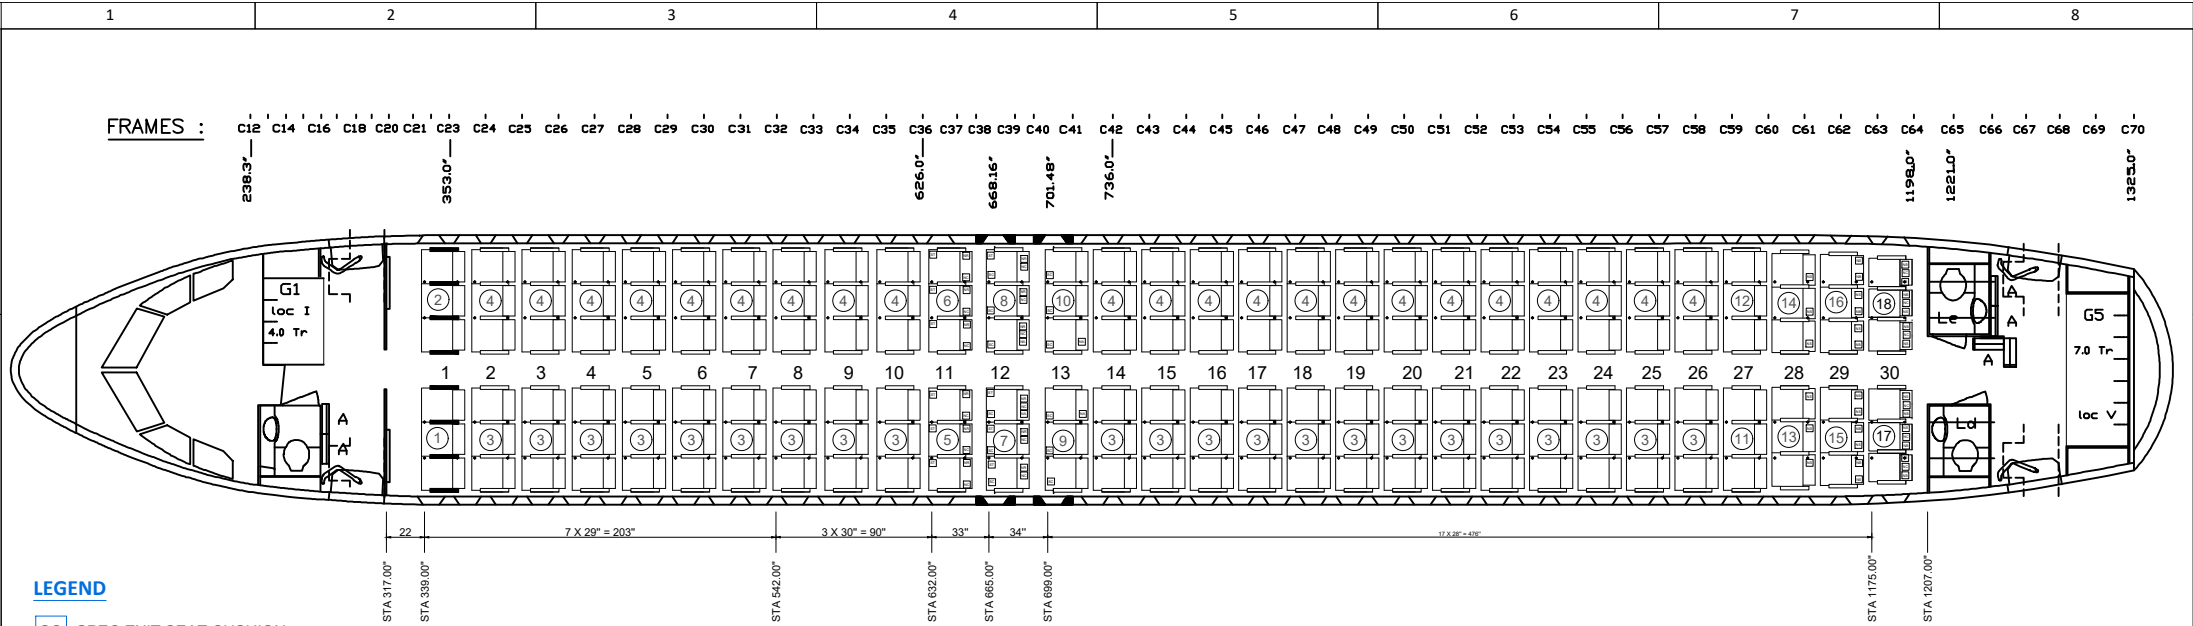 1 2 3 4 5 6 7 8
FRAMES :
C12 C14 C16 C18 C20 C21 C23 C24 C25 C26 C27 C28 C29 C30 C31 C32 C33 C34 C35 C36 C37 C38 C39 C40 C41 C42 C43 C44 C45 C46 C47 C48 C49 C50 C51 C52 C53 C54 C55 C56 C57 C58 C59 C60 C61 C62 C63 C64 C65 C66 C67 C68 C69 C70
238.3" 353.0" 626.0" 668.16" 701.48" 736.0" 1198.0" 1221.0" 1325.0"
G1
loc I
4.0 Tr
2 4 4 4 4 4 4 4 4 4 6 8 10 4 4 4 4 4 4 4 4 4 4 4 4 4 12 14 16 18
Le
A
A
A
G5
7.0 Tr
loc V
1 2 3 4 5 6 7 8 9 10 11 12 13 14 15 16 17 18 19 20 21 22 23 24 25 26 27 28 29 30
A
A
1 3 3 3 3 3 3 3 3 3 5 7 9 3 3 3 3 3 3 3 3 3 3 3 3 3 11 13 15 17
Ld
22 7 X 29" = 203" 3 X 30" = 90" 33" 34" 17 X 28" = 476"
STA 317.00" STA 339.00" STA 542.00" STA 632.00" STA 665.00" STA 699.00" STA 1175.00" STA 1207.00"
LEGEND